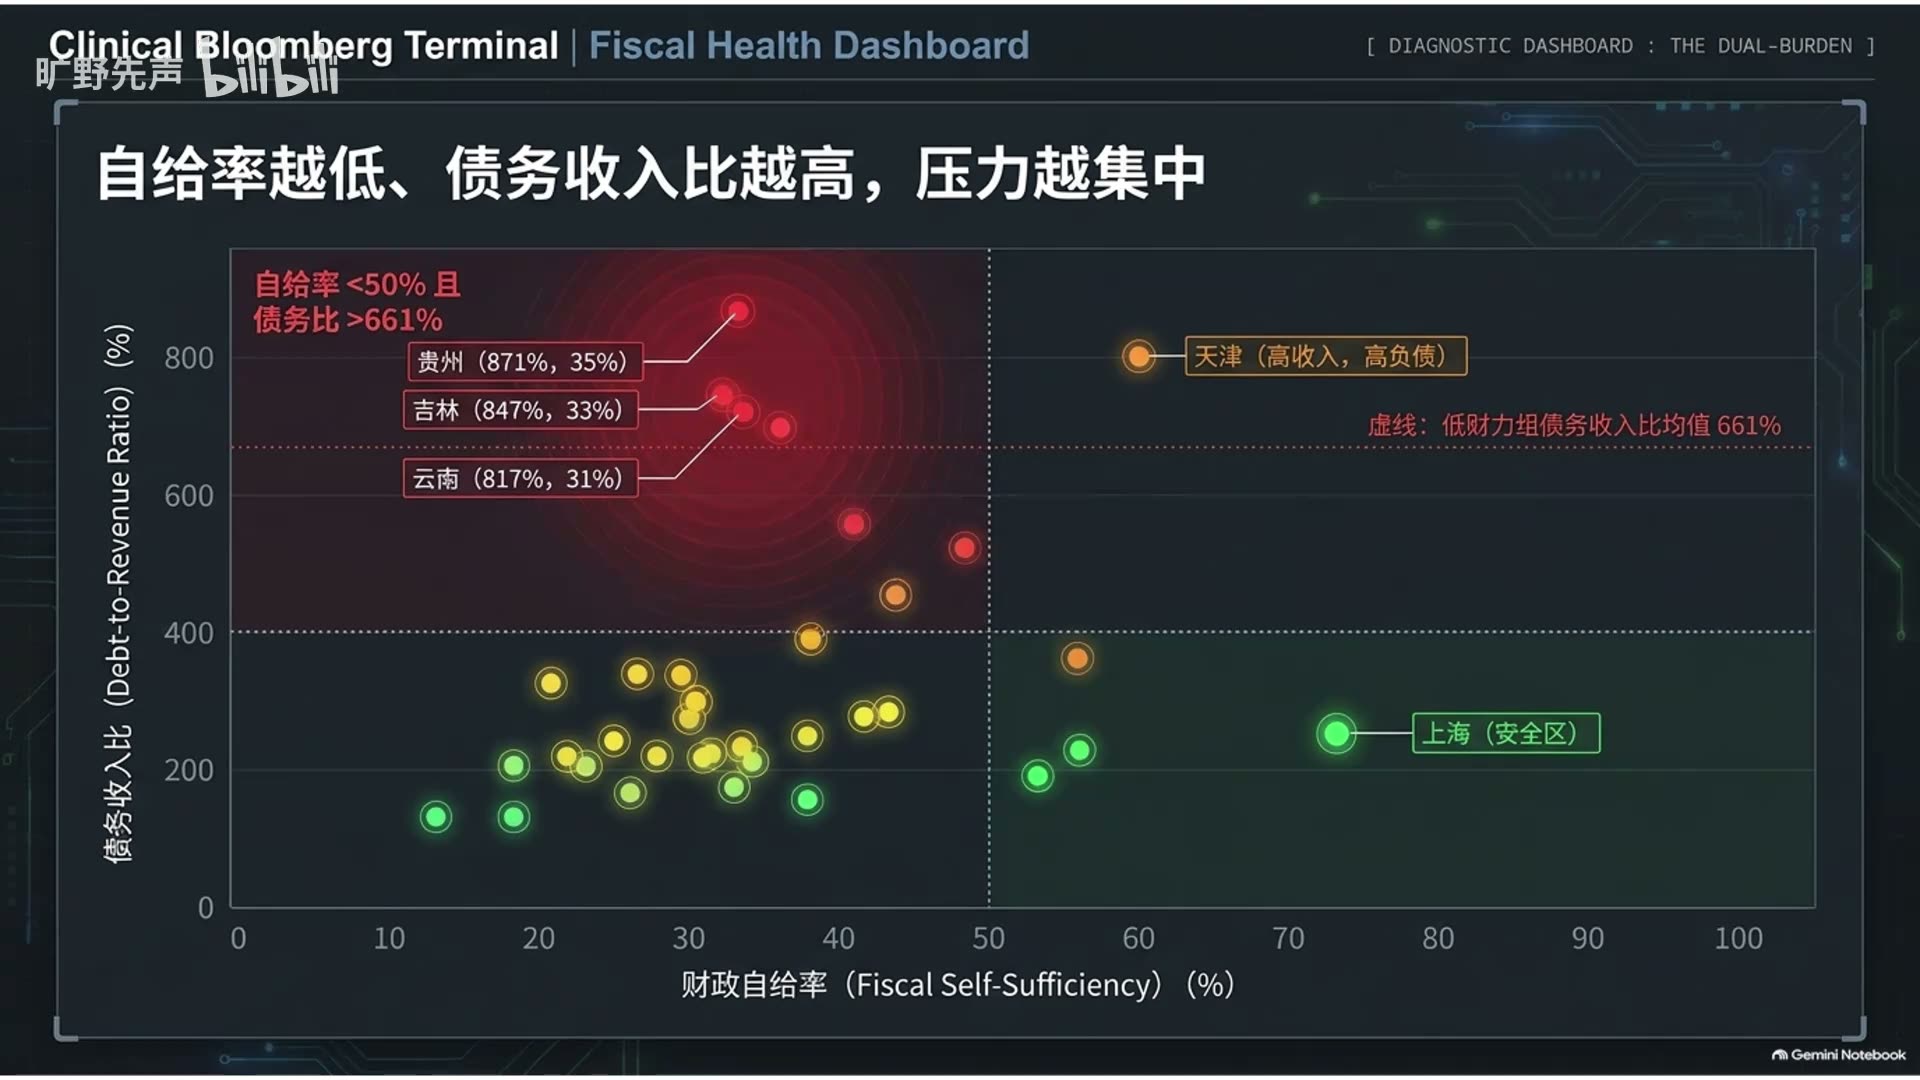 Clinical Bloomberg Terminal | Fiscal Health Dashboard
[ DIAGNOSTIC DASHBOARD : THE DUAL-BURDEN ]
旷野先声 bilibili
自给率越低、债务收入比越高，压力越集中
自给率 <50% 且
债务比 >661%
贵州（871%，35%）
吉林（847%，33%）
云南（817%，31%）
天津（高收入，高负债）
虚线：低财力组债务收入比均值 661%
上海（安全区）
债务收入比（Debt-to-Revenue Ratio）(%)
800
600
400
200
0
0 10 20 30 40 50 60 70 80 90 100
财政自给率（Fiscal Self-Sufficiency）(%)
Gemini Notebook